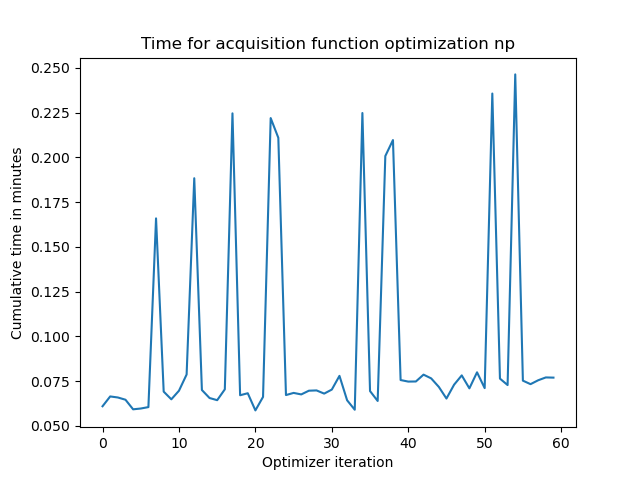 Time for acquisition function optimization np
Cumulative time in minutes
0.250
0.225
0.200
0.175
0.150
0.125
0.100
0.075
0.050
0 10 20 30 40 50 60
Optimizer iteration